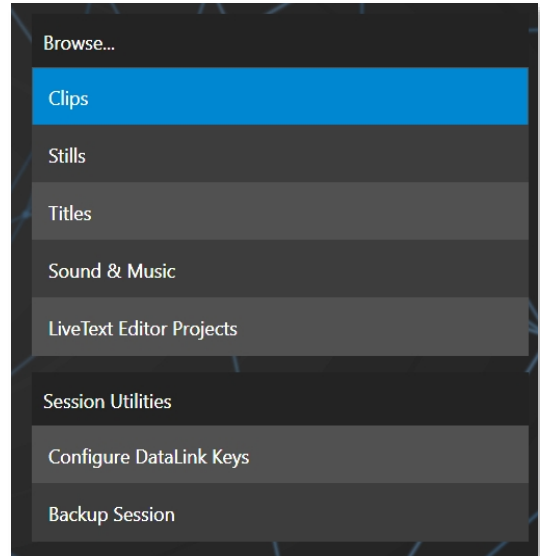 Browse...
Clips
Stills
Titles
Sound & Music
LiveText Editor Projects
Session Utilities
Configure DataLink Keys
Backup Session